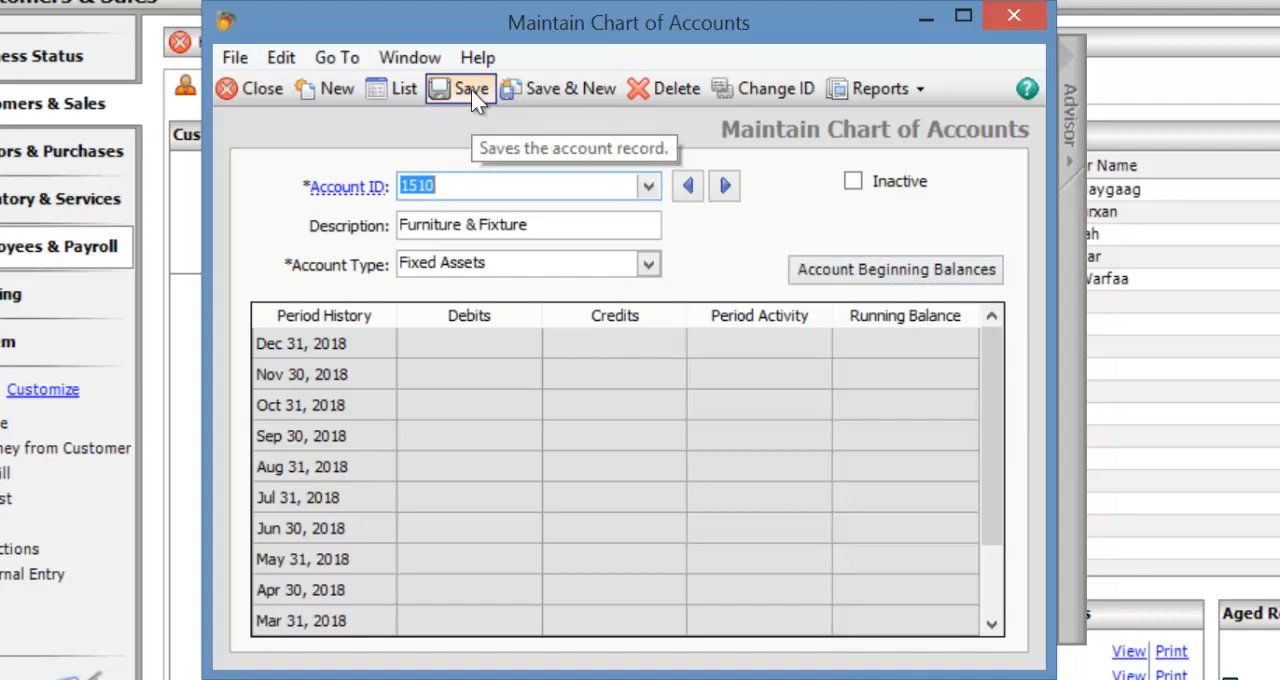 Maintain Chart of Accounts
File Edit Go To Window Help
Close New List Save Save & New Delete Change ID Reports
Advisor
Maintain Chart of Accounts
Saves the account record.
*Account ID: 1510
Inactive
Description: Furniture & Fixture
*Account Type: Fixed Assets
Account Beginning Balances
Period History Debits Credits Period Activity Running Balance
Dec 31, 2018
Nov 30, 2018
Oct 31, 2018
Sep 30, 2018
Aug 31, 2018
Jul 31, 2018
Jun 30, 2018
May 31, 2018
Apr 30, 2018
Mar 31, 2018
ess Status
omers & Sales
ors & Purchases
tory & Services
oyees & Payroll
ing
m
Customize
e
ney from Customer
ill
st
ctions
rnal Entry
Cus
r Name
aygaag
rxan
ah
ar
Warfaa
s
View Print
View Print
Aged R